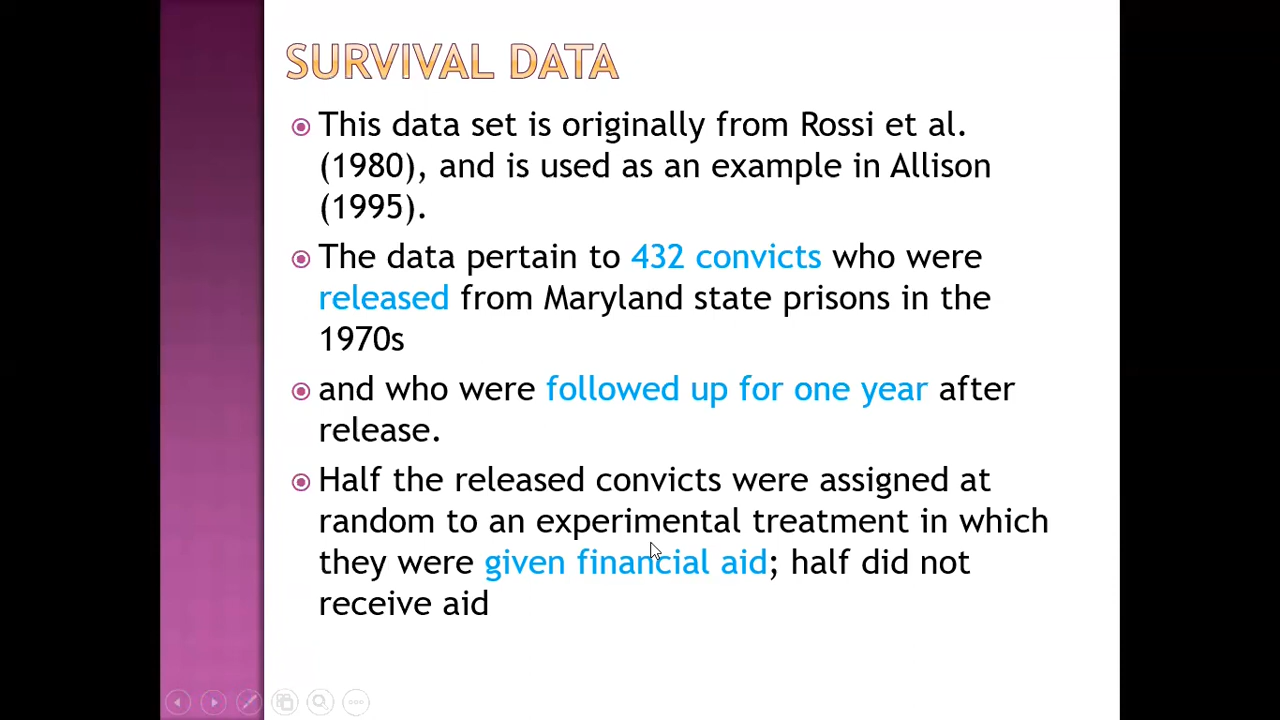 SURVIVAL DATA
This data set is originally from Rossi et al.
(1980), and is used as an example in Allison
(1995).
The data pertain to 432 convicts who were
released from Maryland state prisons in the
1970s
and who were followed up for one year after
release.
Half the released convicts were assigned at
random to an experimental treatment in which
they were given financial aid; half did not
receive aid